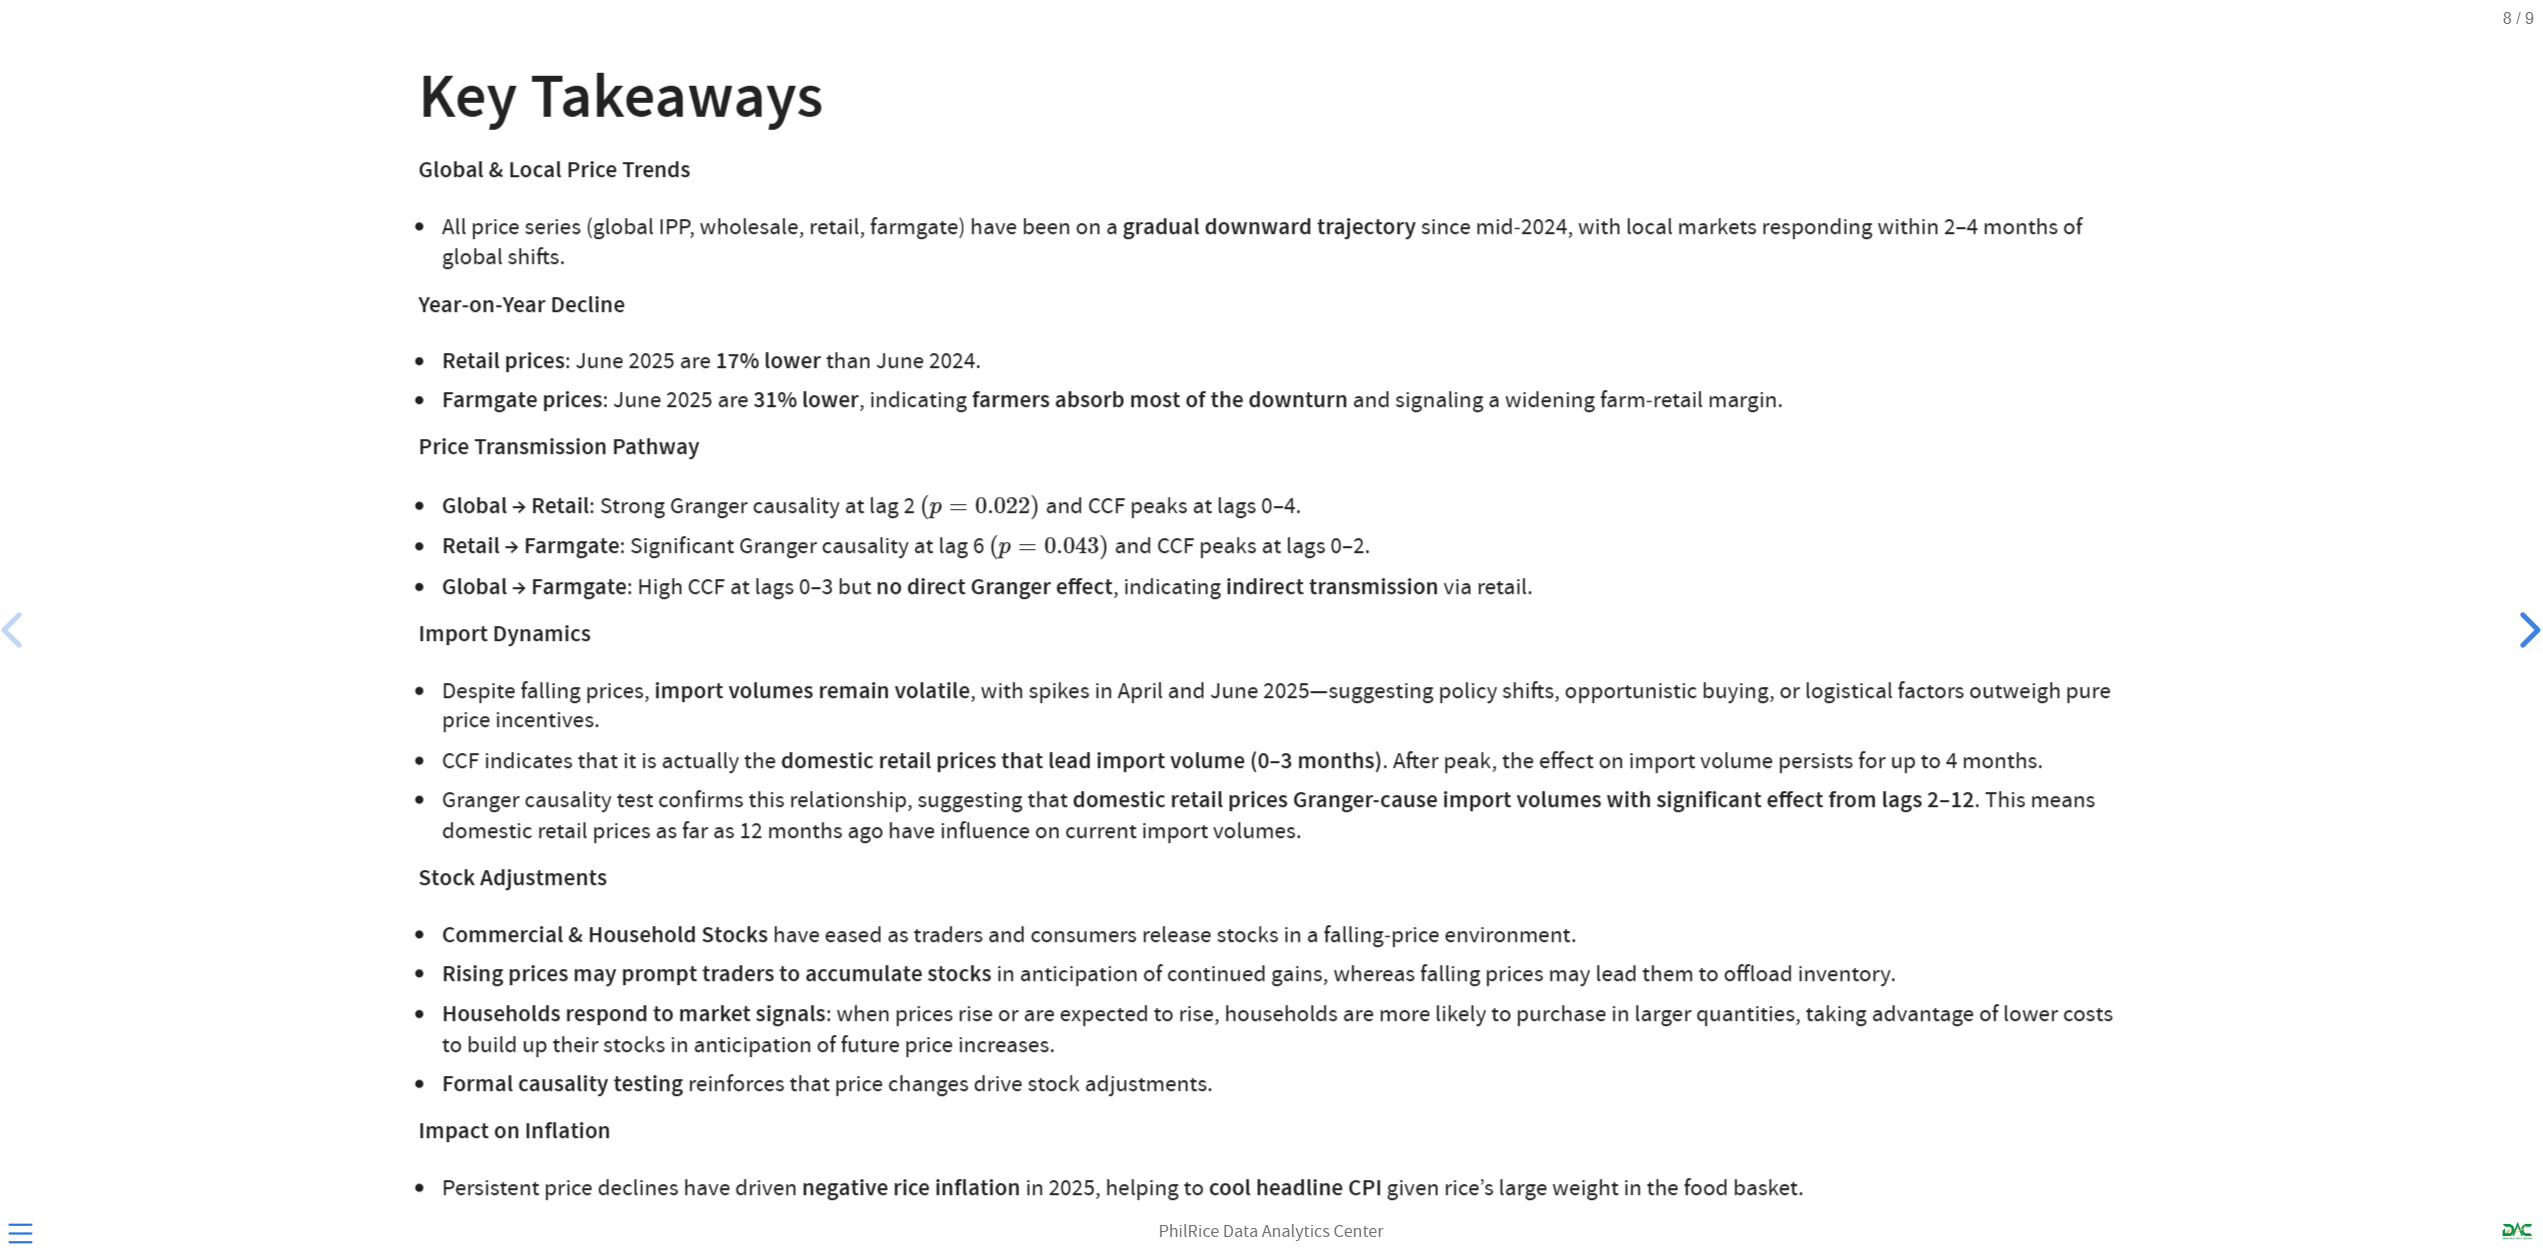 8 / 9
Key Takeaways
Global & Local Price Trends
• All price series (global IPP, wholesale, retail, farmgate) have been on a gradual downward trajectory since mid-2024, with local markets responding within 2–4 months of
global shifts.
Year-on-Year Decline
• Retail prices: June 2025 are 17% lower than June 2024.
• Farmgate prices: June 2025 are 31% lower, indicating farmers absorb most of the downturn and signaling a widening farm-retail margin.
Price Transmission Pathway
• Global → Retail: Strong Granger causality at lag 2 (p = 0.022) and CCF peaks at lags 0–4.
• Retail → Farmgate: Significant Granger causality at lag 6 (p = 0.043) and CCF peaks at lags 0–2.
• Global → Farmgate: High CCF at lags 0–3 but no direct Granger effect, indicating indirect transmission via retail.
Import Dynamics
• Despite falling prices, import volumes remain volatile, with spikes in April and June 2025—suggesting policy shifts, opportunistic buying, or logistical factors outweigh pure
price incentives.
• CCF indicates that it is actually the domestic retail prices that lead import volume (0–3 months). After peak, the effect on import volume persists for up to 4 months.
• Granger causality test confirms this relationship, suggesting that domestic retail prices Granger-cause import volumes with significant effect from lags 2–12. This means
domestic retail prices as far as 12 months ago have influence on current import volumes.
Stock Adjustments
• Commercial & Household Stocks have eased as traders and consumers release stocks in a falling-price environment.
• Rising prices may prompt traders to accumulate stocks in anticipation of continued gains, whereas falling prices may lead them to offload inventory.
• Households respond to market signals: when prices rise or are expected to rise, households are more likely to purchase in larger quantities, taking advantage of lower costs
to build up their stocks in anticipation of future price increases.
• Formal causality testing reinforces that price changes drive stock adjustments.
Impact on Inflation
• Persistent price declines have driven negative rice inflation in 2025, helping to cool headline CPI given rice’s large weight in the food basket.
PhilRice Data Analytics Center
DAC